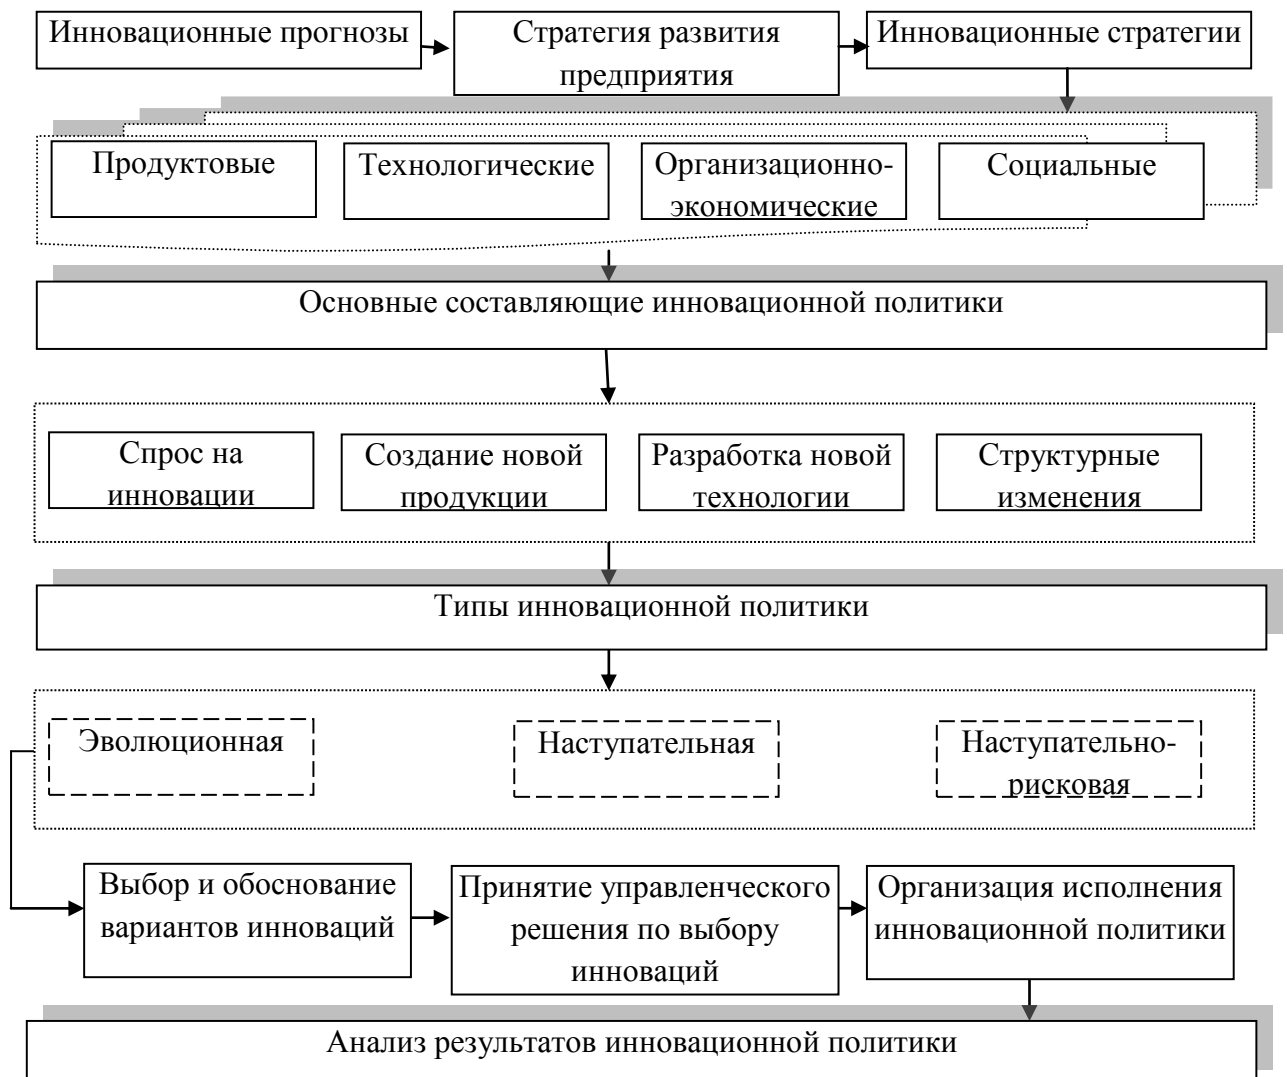 Инновационные прогнозы
Стратегия развития
предприятия
Инновационные стратегии
Продуктовые
Технологические
Организационно-
экономические
Социальные
Основные составляющие инновационной политики
Спрос на
инновации
Создание новой
продукции
Разработка новой
технологии
Структурные
изменения
Типы инновационной политики
Эволюционная
Наступательная
Наступательно-
рисковая
Выбор и обоснование
вариантов инноваций
Принятие управленческого
решения по выбору
инноваций
Организация исполнения
инновационной политики
Анализ результатов инновационной политики